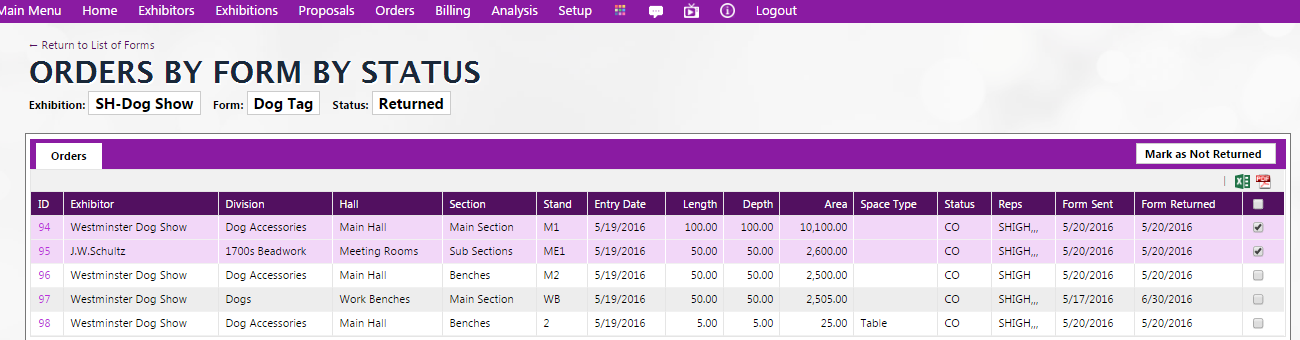 Main Menu Home Exhibitors Exhibitions Proposals Orders Billing Analysis Setup Logout
← Return to List of Forms
ORDERS BY FORM BY STATUS
Exhibition: SH-Dog Show Form: Dog Tag Status: Returned
Orders Mark as Not Returned
ID Exhibitor Division Hall Section Stand Entry Date Length Depth Area Space Type Status Reps Form Sent Form Returned
94 Westminster Dog Show Dog Accessories Main Hall Main Section M1 5/19/2016 100.00 100.00 10,100.00 CO SHIGH,,, 5/20/2016 5/20/2016
95 J.W.Schultz 1700s Beadwork Meeting Rooms Sub Sections ME1 5/19/2016 50.00 50.00 2,600.00 CO SHIGH,,, 5/20/2016 5/20/2016
96 Westminster Dog Show Dog Accessories Main Hall Benches M2 5/19/2016 50.00 50.00 2,500.00 CO SHIGH 5/20/2016 5/20/2016
97 Westminster Dog Show Dogs Work Benches Main Section WB 5/19/2016 50.00 50.00 2,505.00 CO SHIGH,,, 5/17/2016 6/30/2016
98 Westminster Dog Show Dog Accessories Main Hall Benches 2 5/19/2016 5.00 5.00 25.00 Table CO SHIGH,,, 5/20/2016 5/20/2016